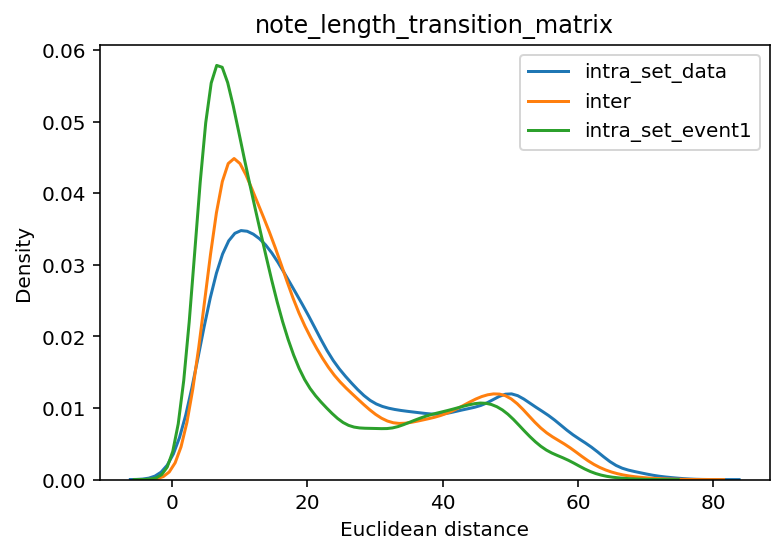 note_length_transition_matrix
0.06
0.05
0.04
0.03
0.02
0.01
0.00
Density
intra_set_data
inter
intra_set_event1
0 20 40 60 80
Euclidean distance